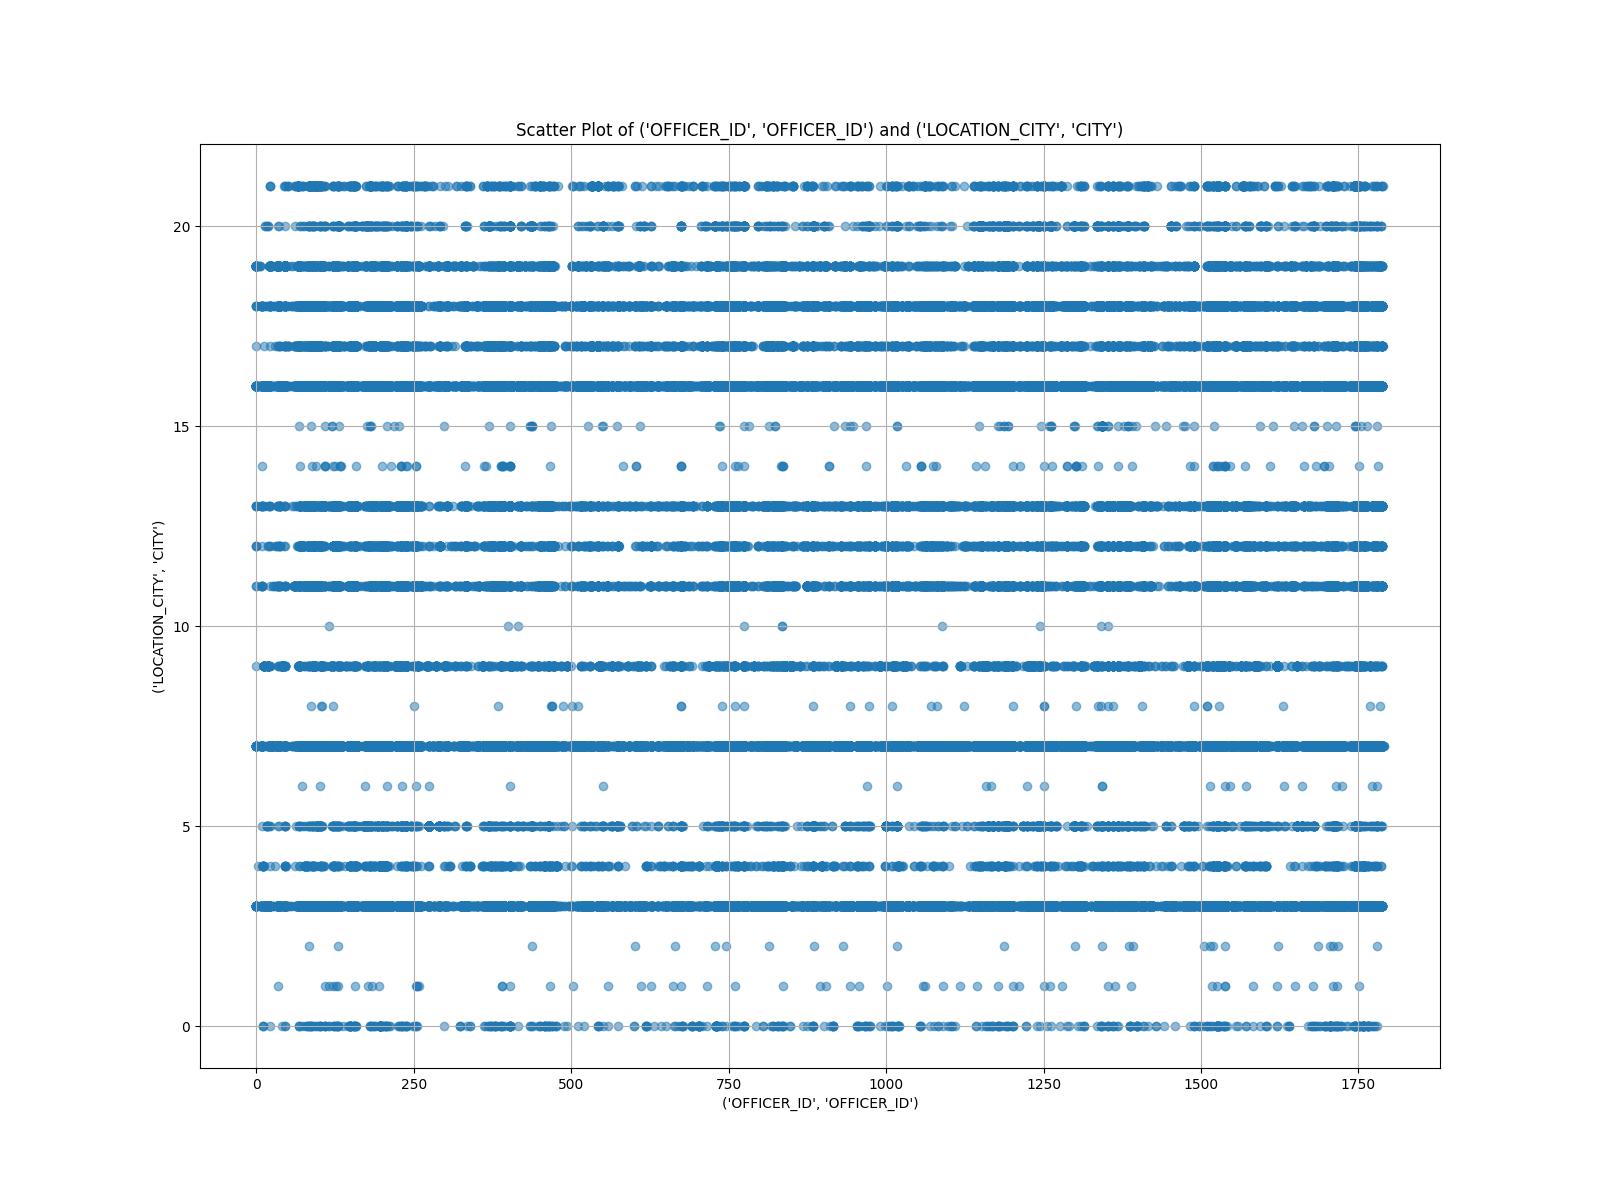 Scatter Plot of ('OFFICER_ID', 'OFFICER_ID') and ('LOCATION_CITY', 'CITY')
('LOCATION_CITY', 'CITY')
20
15
10
5
0
0 250 500 750 1000 1250 1500 1750
('OFFICER_ID', 'OFFICER_ID')